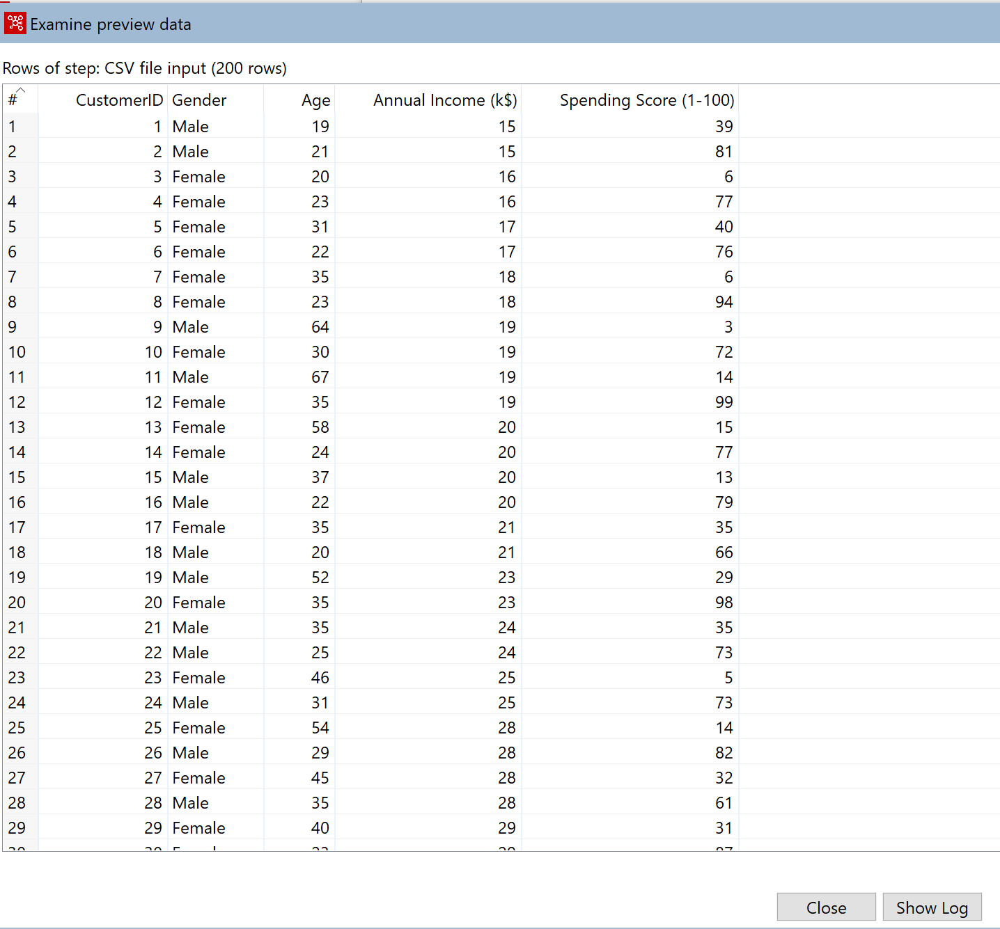 Examine preview data
Rows of step: CSV file input (200 rows)
# CustomerID Gender Age Annual Income (k$) Spending Score (1-100)
1 1 Male 19 15 39
2 2 Male 21 15 81
3 3 Female 20 16 6
4 4 Female 23 16 77
5 5 Female 31 17 40
6 6 Female 22 17 76
7 7 Female 35 18 6
8 8 Female 23 18 94
9 9 Male 64 19 3
10 10 Female 30 19 72
11 11 Male 67 19 14
12 12 Female 35 19 99
13 13 Female 58 20 15
14 14 Female 24 20 77
15 15 Male 37 20 13
16 16 Male 22 20 79
17 17 Female 35 21 35
18 18 Male 20 21 66
19 19 Male 52 23 29
20 20 Female 35 23 98
21 21 Male 35 24 35
22 22 Male 25 24 73
23 23 Female 46 25 5
24 24 Male 31 25 73
25 25 Female 54 28 14
26 26 Male 29 28 82
27 27 Female 45 28 32
28 28 Male 35 28 61
29 29 Female 40 29 31
Close Show Log